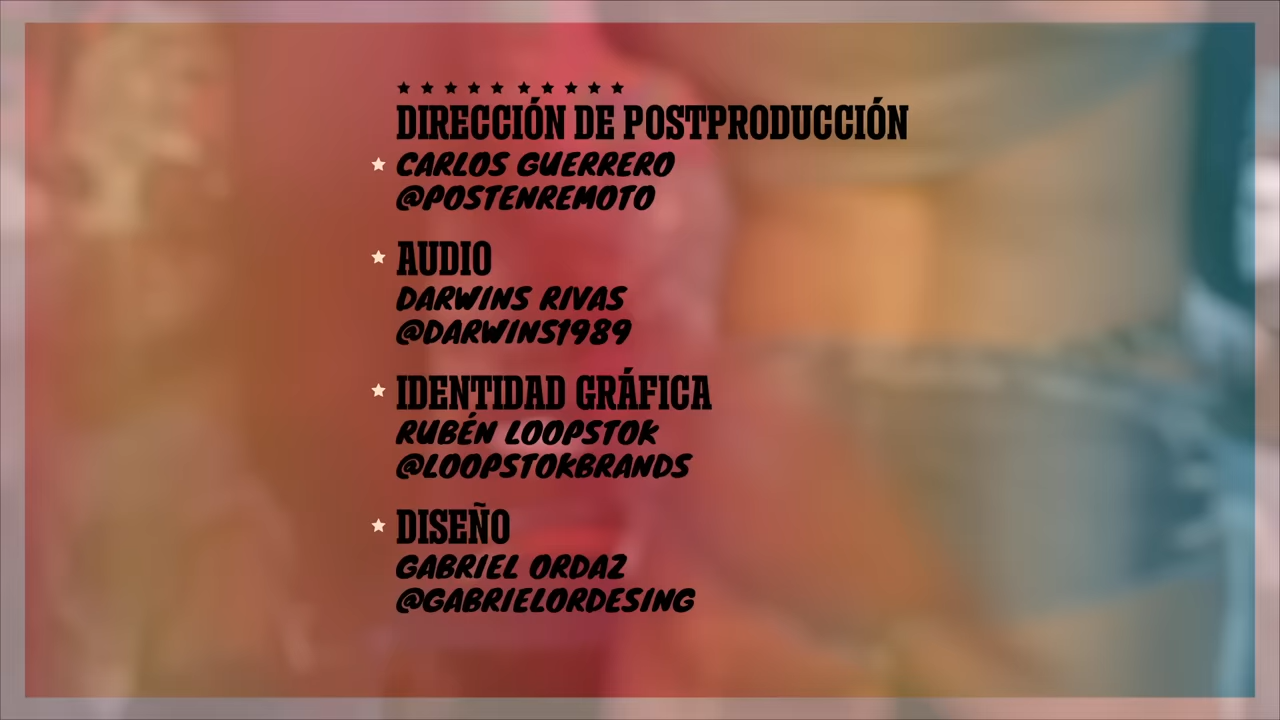 DIRECCIÓN DE POSTPRODUCCIÓN
CARLOS GUERRERO
@POSTENREMOTO
AUDIO
DARWINS RIVAS
@DARWINS1989
IDENTIDAD GRÁFICA
RUBÉN LOOPSTOK
@LOOPSTOKBRANDS
DISEÑO
GABRIEL ORDAZ
@GABRIELORDESING